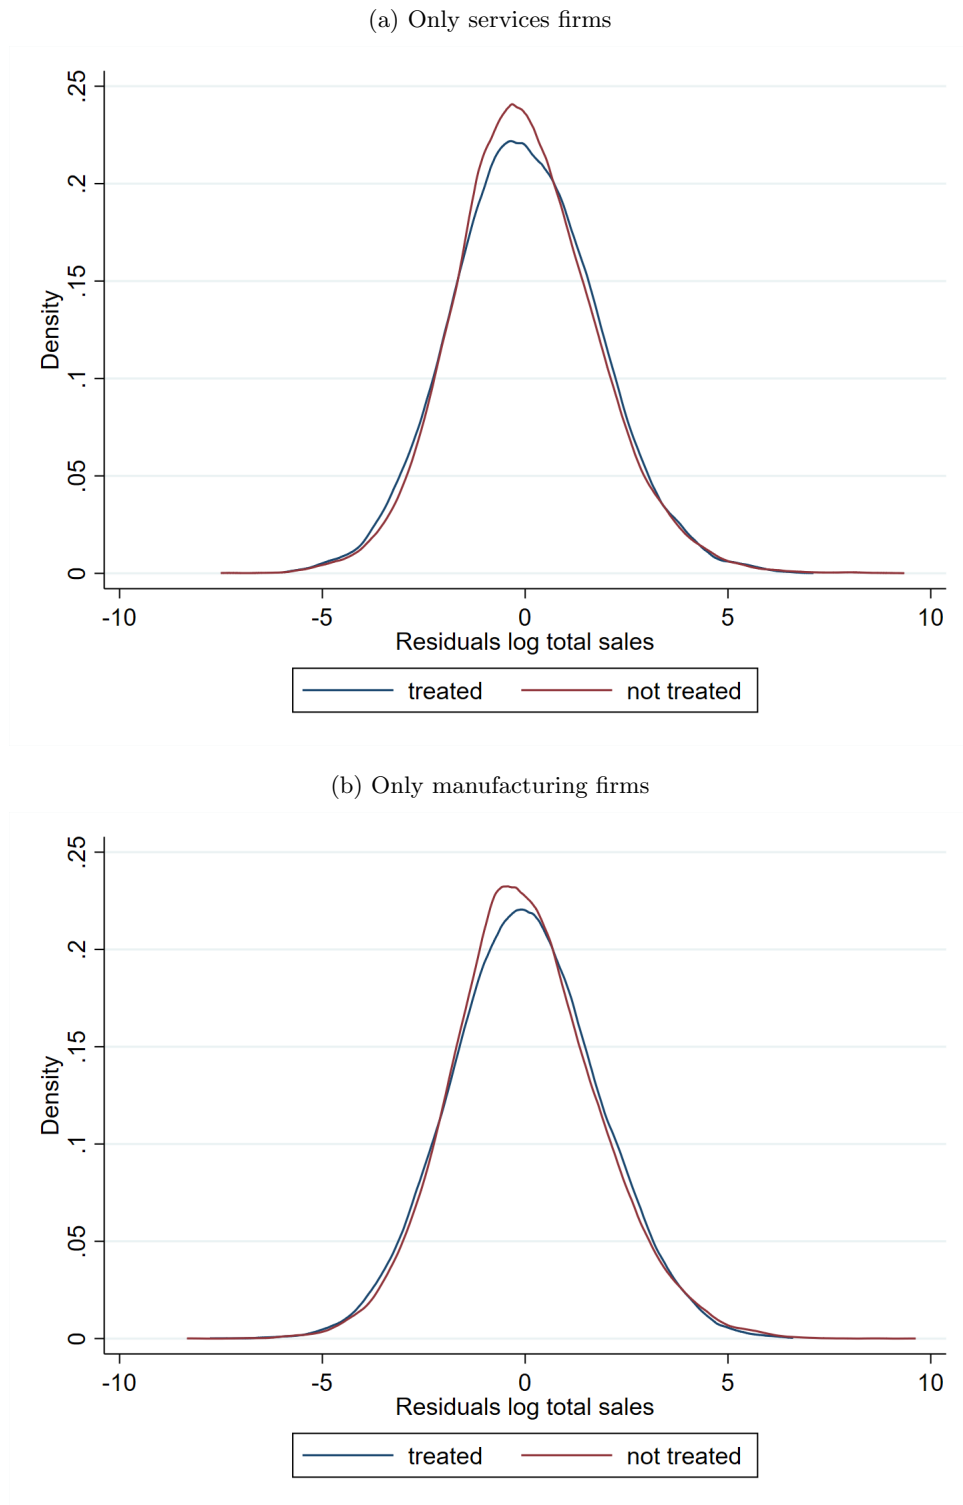 (a) Only services firms
.25
.2
.15
.1
.05
0
Density
-10 -5 0 5 10
Residuals log total sales
treated not treated
(b) Only manufacturing firms
.25
.2
.15
.1
.05
0
Density
-10 -5 0 5 10
Residuals log total sales
treated not treated